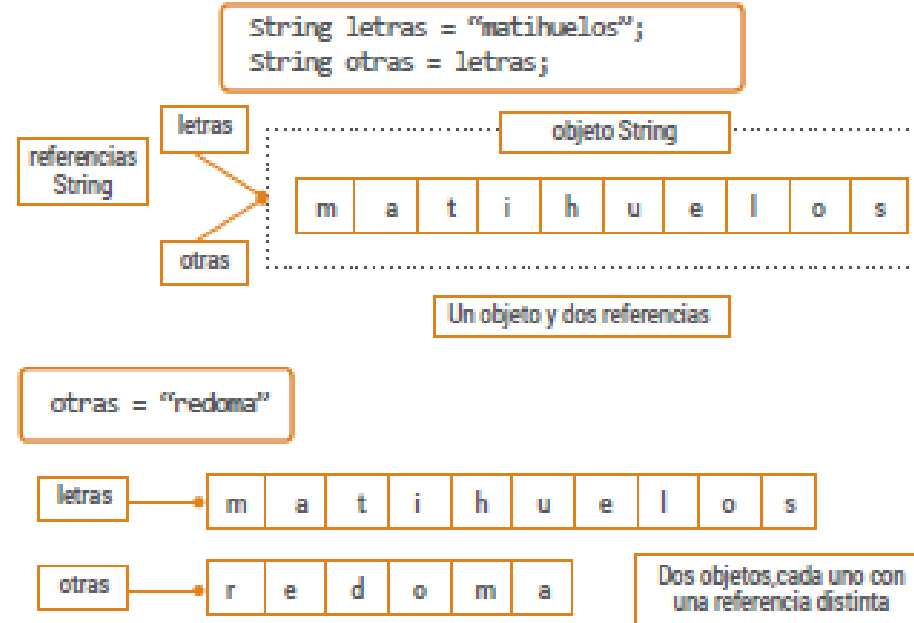 String letras = “matihuelos”;
String otras = letras;
letras
objeto String
referencias
String
m a t i h u e l o s
otras
Un objeto y dos referencias
otras = “redoma”
letras
m a t i h u e l o s
otras
r e d o m a
Dos objetos,cada uno con
una referencia distinta